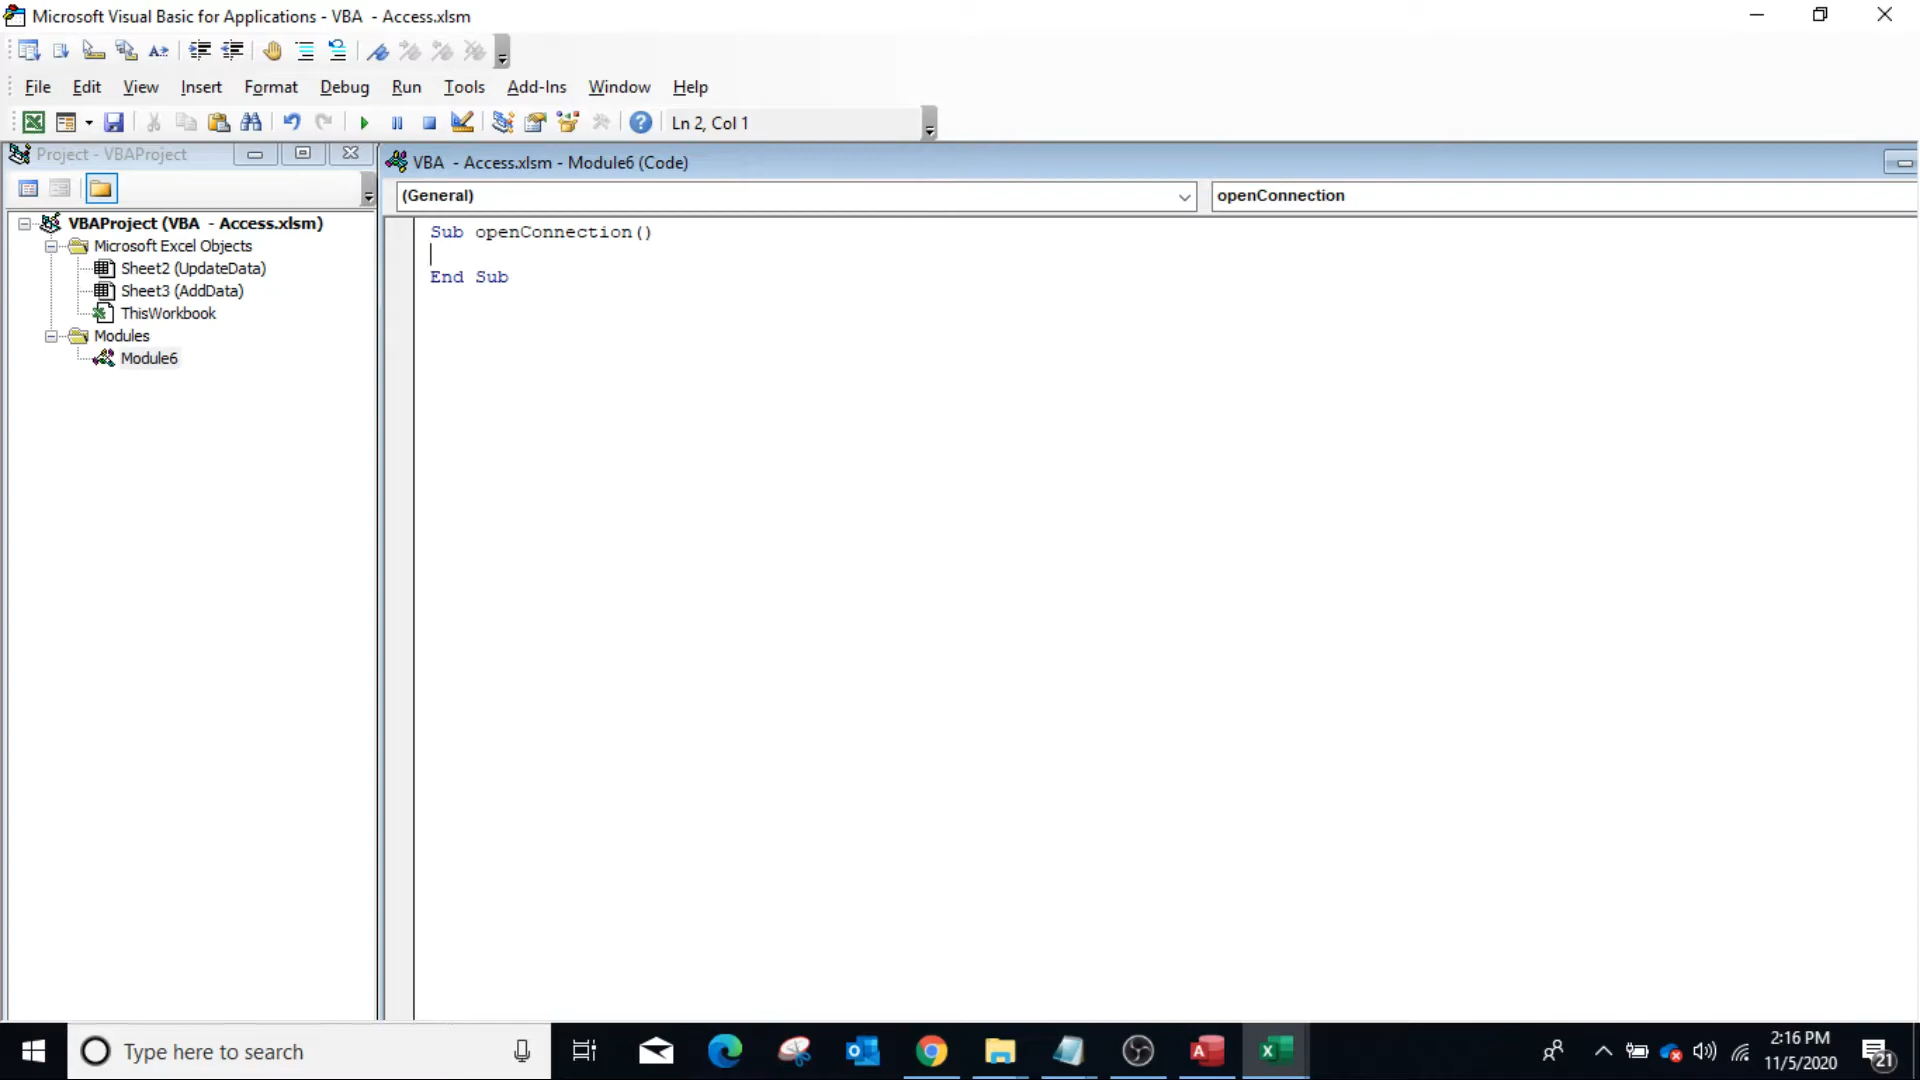 Microsoft Visual Basic for Applications - VBA  - Access.xlsm
File Edit View Insert Format Debug Run Tools Add-Ins Window Help
Ln 2, Col 1
Project - VBAProject
VBA  - Access.xlsm - Module6 (Code)
(General)
openConnection
VBAProject (VBA  - Access.xlsm)
Microsoft Excel Objects
Sheet2 (UpdateData)
Sheet3 (AddData)
ThisWorkbook
Modules
Module6
Sub openConnection()
End Sub
Type here to search
2:16 PM
11/5/2020
21